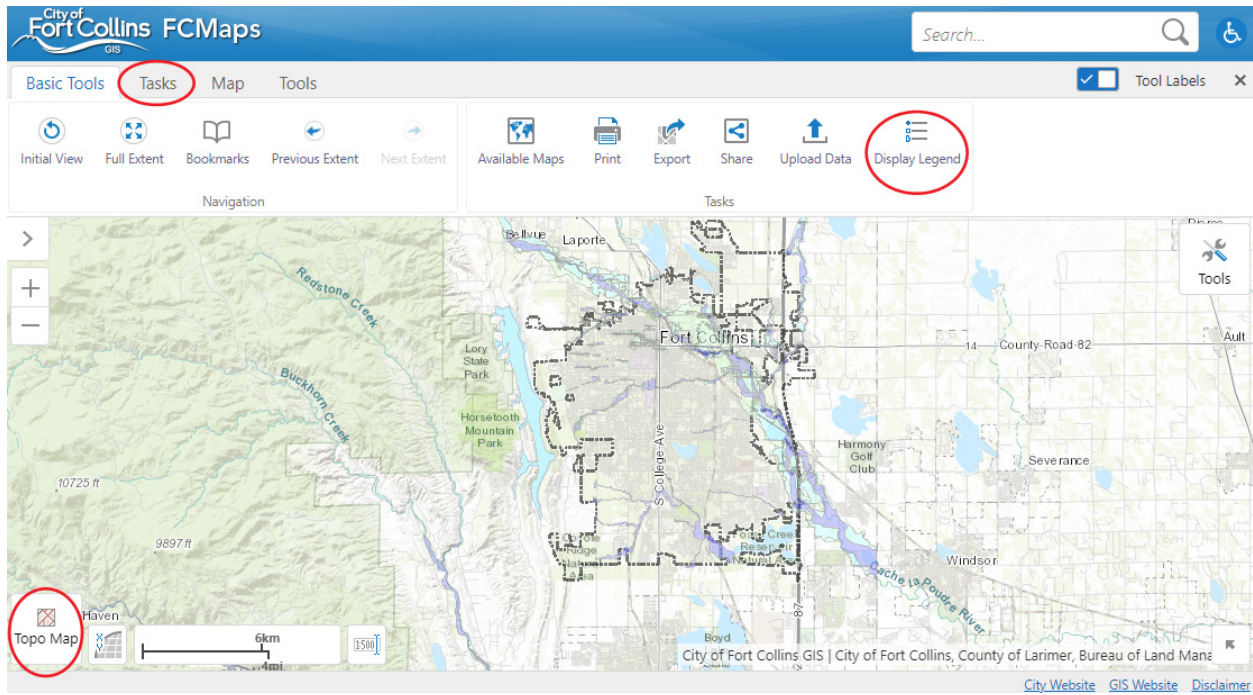 City of
Fort Collins FCMaps
GIS
Search...
Basic Tools Tasks Map Tools
Tool Labels
Initial View Full Extent Bookmarks Previous Extent Next Extent
Available Maps Print Export Share Upload Data Display Legend
Navigation
Tasks
Bellvue
Laporte
Redstone Creek
Tools
Fort Collins
14 County-Road-82
Ault
Lory
State
Park
Buckhorn Creek
Horsetooth
Mountain
Park
S College-Ave
Harmony
Golf
Club
Severance
10725 ft
9897 ft
Windsor
Cache la Poudre River
87
Haven
Topo Map
X Y
6km
4mi
1:500
Boyd
City of Fort Collins GIS | City of Fort Collins, County of Larimer, Bureau of Land Mana
City Website GIS Website Disclaimer